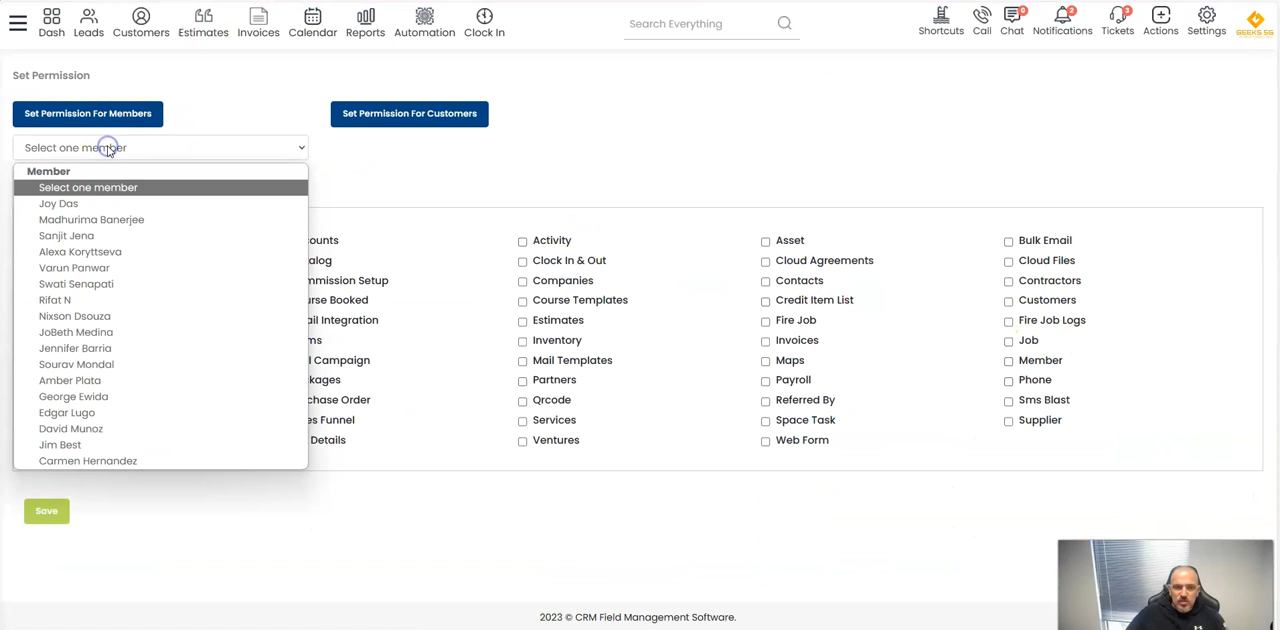 Dash Leads Customers Estimates Invoices Calendar Reports Automation Clock In Search Everything Shortcuts Call Chat Notifications Tickets Actions Settings GEEKS 5G
Set Permission
Set Permission For Members Set Permission For Customers
Select one member
Member
Select one member
Joy Das
Madhurima Banerjee
Sanjit Jena
Alexa Koryttseva
Varun Panwar
Swati Senapati
Rifat N
Nixson Dsouza
JoBeth Medina
Jennifer Barria
Sourav Mondal
Amber Plata
George Ewida
Edgar Lugo
David Munoz
Jim Best
Carmen Hernandez
counts Activity Asset Bulk Email
alog Clock In & Out Cloud Agreements Cloud Files
mmission Setup Companies Contacts Contractors
urse Booked Course Templates Credit Item List Customers
ail Integration Estimates Fire Job Fire Job Logs
ms Inventory Invoices Job
l Campaign Mail Templates Maps Member
ckages Partners Payroll Phone
chase Order Qrcode Referred By Sms Blast
es Funnel Services Space Task Supplier
Details Ventures Web Form
Save
2023 © CRM Field Management Software.